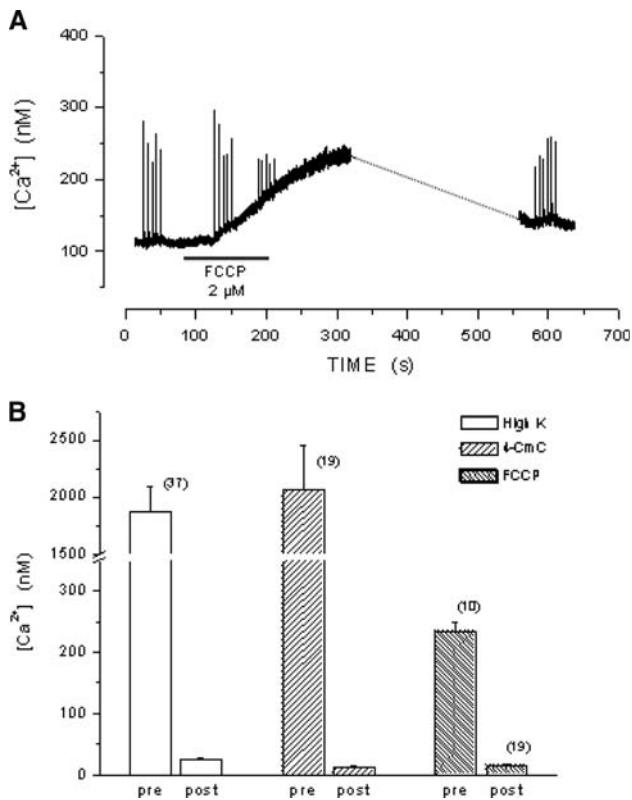 A
400
300
200
100
[Ca2+] (nM)
FCCP
2 µM
0 100 200 300 400 500 600 700
TIME (s)
B
2500
2000
1500
300
200
100
0
[Ca2+] (nM)
(37)
(19)
(10)
(19)
High K
4-CmC
FCCP
pre post pre post pre post